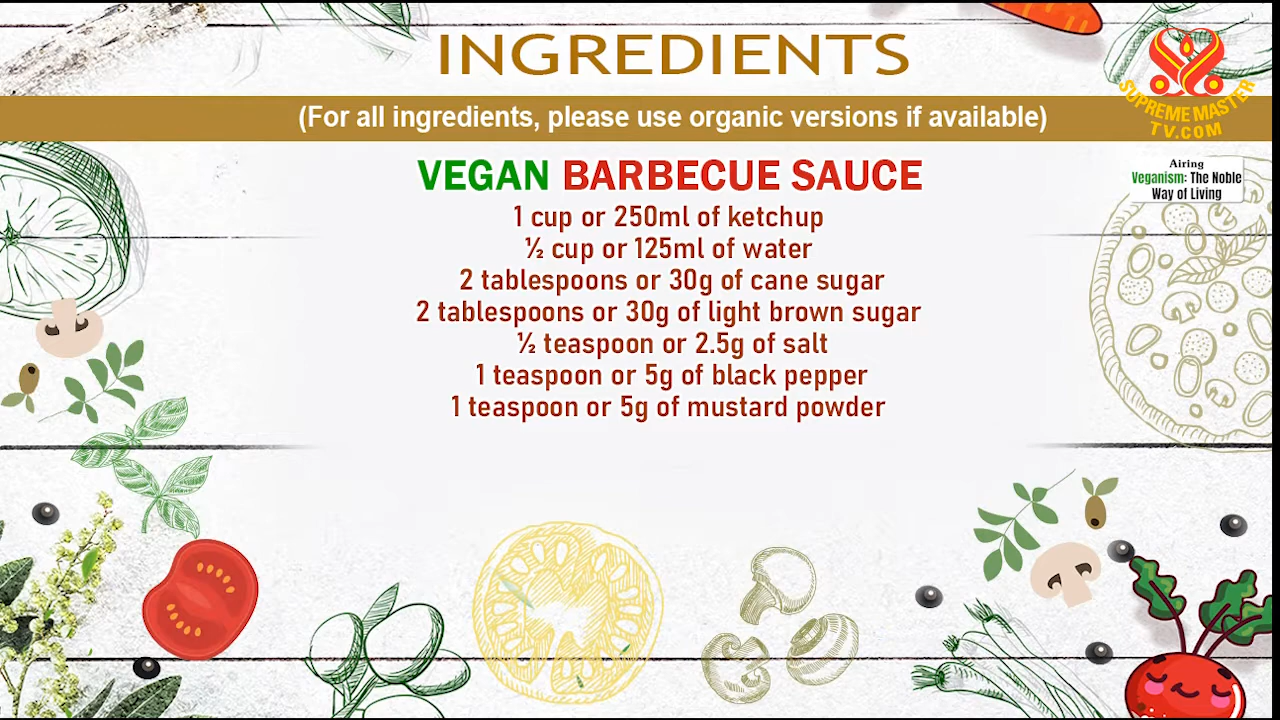 INGREDIENTS
(For all ingredients, please use organic versions if available)
SUPREME MASTER
TV.COM
Airing
Veganism: The Noble
Way of Living
VEGAN BARBECUE SAUCE
1 cup or 250ml of ketchup
½ cup or 125ml of water
2 tablespoons or 30g of cane sugar
2 tablespoons or 30g of light brown sugar
½ teaspoon or 2.5g of salt
1 teaspoon or 5g of black pepper
1 teaspoon or 5g of mustard powder